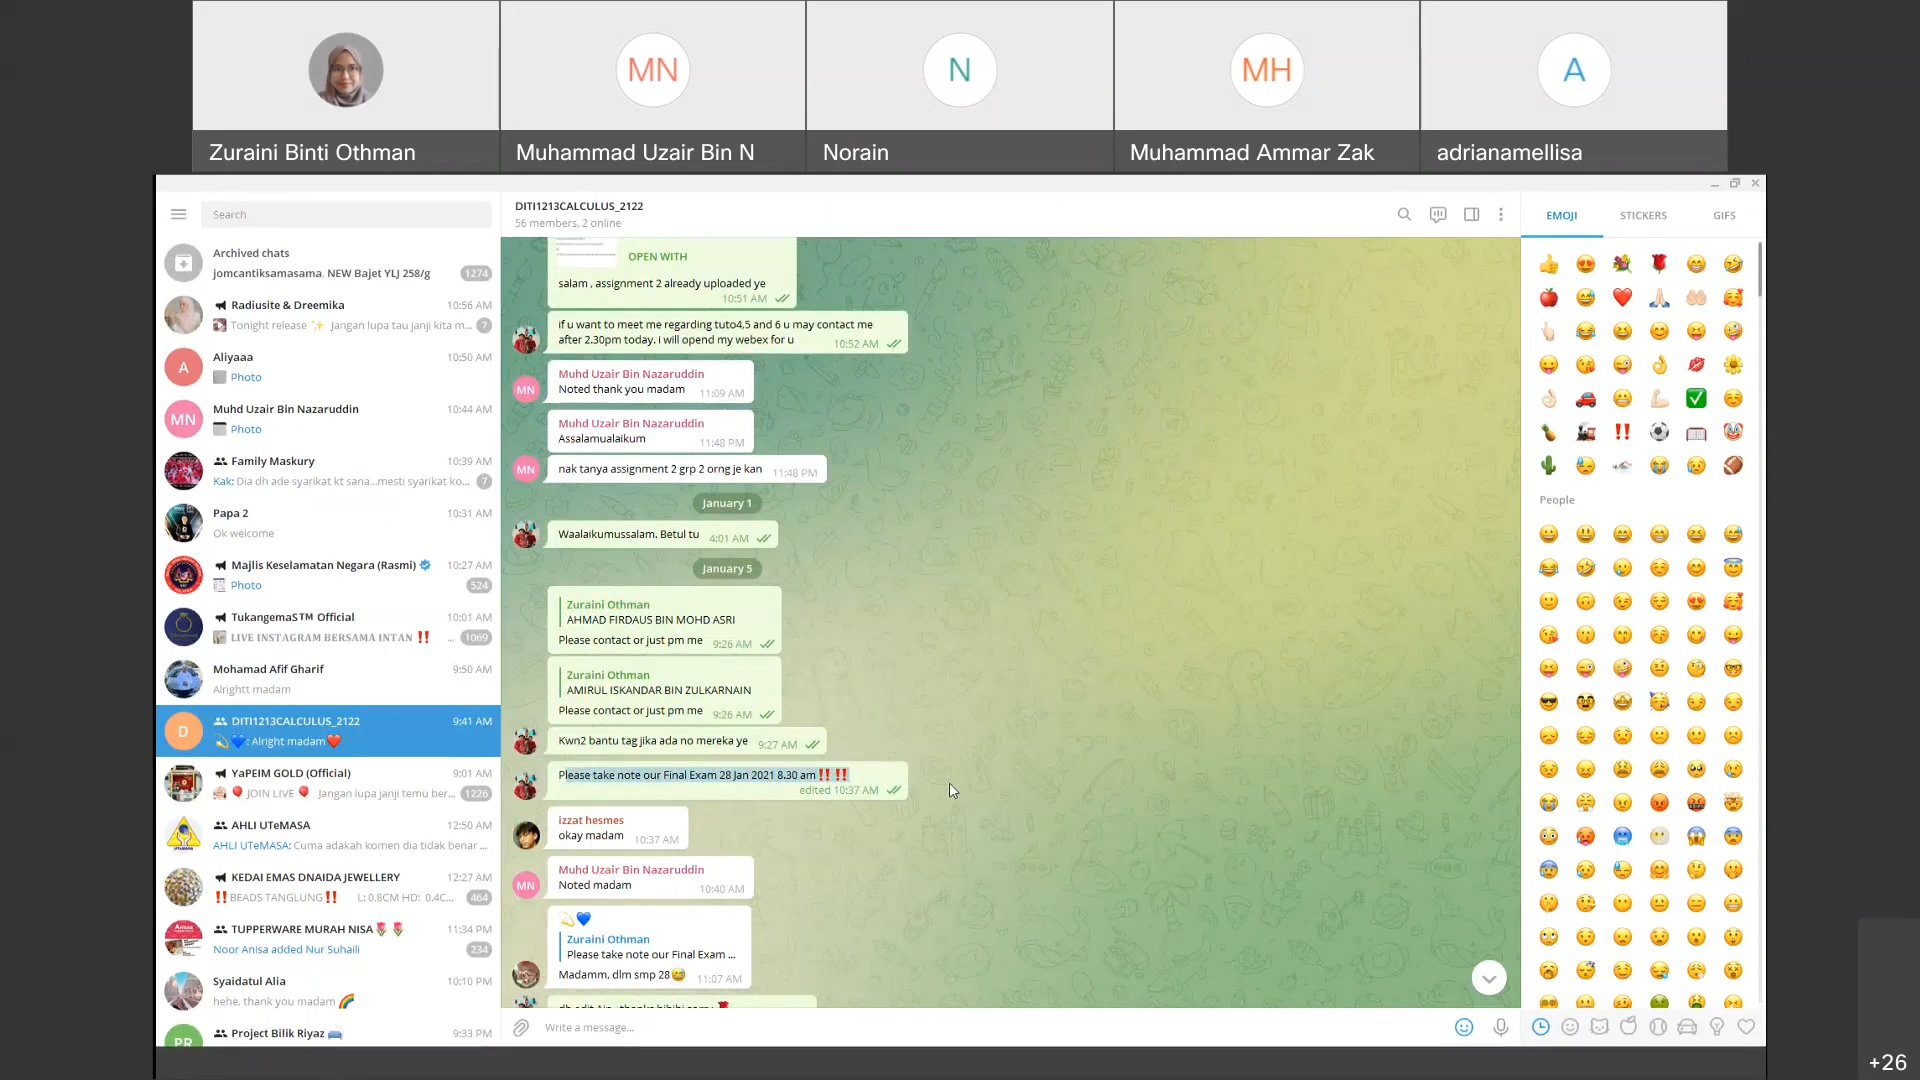 MN
N
MH
A
Zuraini Binti Othman
Muhammad Uzair Bin N
Norain
Muhammad Ammar Zak
adrianamellisa
Search
Archived chats
jomcantiksamasama, NEW Bajet YLJ 258/g 1274
Radiusite & Dreemika 10:56 AM
Tonight release ✨ Jangan lupa tau janji kita m... 7
A
Aliyaaa 10:50 AM
Photo
MN
Muhd Uzair Bin Nazaruddin 10:44 AM
Photo
Family Maskury 10:39 AM
Kak: Dia dh ade syarikat kt sana...mesti syarikat ko... 7
Papa 2 10:31 AM
Ok welcome
Majlis Keselamatan Negara (Rasmi) 10:27 AM
Photo 524
TukangemaS™ Official 10:01 AM
LIVE INSTAGRAM BERSAMA INTAN ‼️ ... 1069
Mohamad Afif Gharif 9:50 AM
Alrightt madam
D
DITI1213CALCULUS_2122 9:41 AM
💫💙: Alright madam❤️
YaPEIM GOLD (Official) 9:01 AM
🎈 JOIN LIVE 🎈 Jangan lupa janji temu ber... 1226
AHLI UTeMASA 12:50 AM
AHLI UTeMASA: Cuma adakah komen dia tidak benar ...
KEDAI EMAS DNAIDA JEWELLERY 12:27 AM
‼️BEADS TANGLUNG‼️ L: 0.8CM HD: 0.4C... 464
TUPPERWARE MURAH NISA🌷🌷 11:34 PM
Noor Anisa added Nur Suhaili 234
Syaidatul Alia 10:10 PM
hehe, thank you madam 🌈
PR
Project Bilik Riyaz 🛏️ 9:33 PM
DITI1213CALCULUS_2122
56 members, 2 online
OPEN WITH
salam , assignment 2 already uploaded ye
10:51 AM
if u want to meet me regarding tuto4,5 and 6 u may contact me
after 2.30pm today. i will opend my webex for u 10:52 AM
Muhd Uzair Bin Nazaruddin
MN
Noted thank you madam 11:09 AM
Muhd Uzair Bin Nazaruddin
Assalamualaikum 11:48 PM
MN
nak tanya assignment 2 grp 2 orng je kan 11:48 PM
January 1
Waalaikumussalam. Betul tu 4:01 AM
January 5
Zuraini Othman
AHMAD FIRDAUS BIN MOHD ASRI
Please contact or just pm me 9:26 AM
Zuraini Othman
AMIRUL ISKANDAR BIN ZULKARNAIN
Please contact or just pm me 9:26 AM
Kwn2 bantu tag jika ada no mereka ye 9:27 AM
Please take note our Final Exam 28 Jan 2021 8.30 am‼️‼️
edited 10:37 AM
izzat hesmes
okay madam 10:37 AM
Muhd Uzair Bin Nazaruddin
MN
Noted madam 10:40 AM
💫💙
Zuraini Othman
Please take note our Final Exam ...
Madamm, dlm smp 28😅 11:07 AM
Write a message...
EMOJI STICKERS GIFS
People
+26